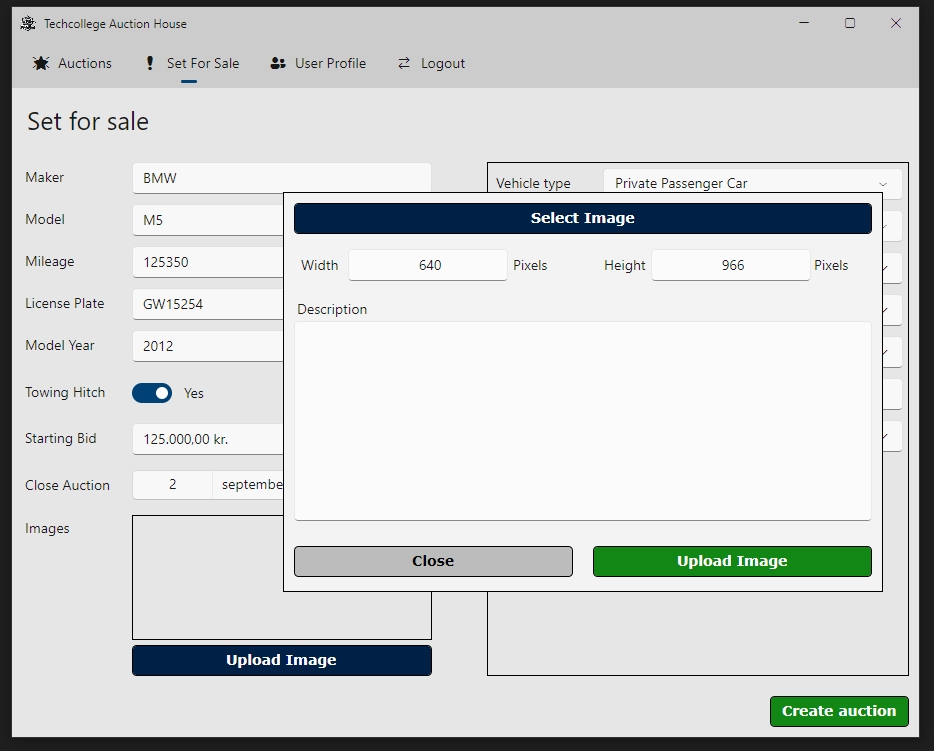 Techcollege Auction House
Auctions
Set For Sale
User Profile
Logout
Set for sale
Maker
BMW
Model
M5
Mileage
125350
License Plate
GW15254
Model Year
2012
Towing Hitch
Yes
Starting Bid
125.000,00 kr.
Close Auction
2
septembe
Images
Upload Image
Vehicle type
Private Passenger Car
Select Image
Width
640
Pixels
Height
966
Pixels
Description
Close
Upload Image
Create auction